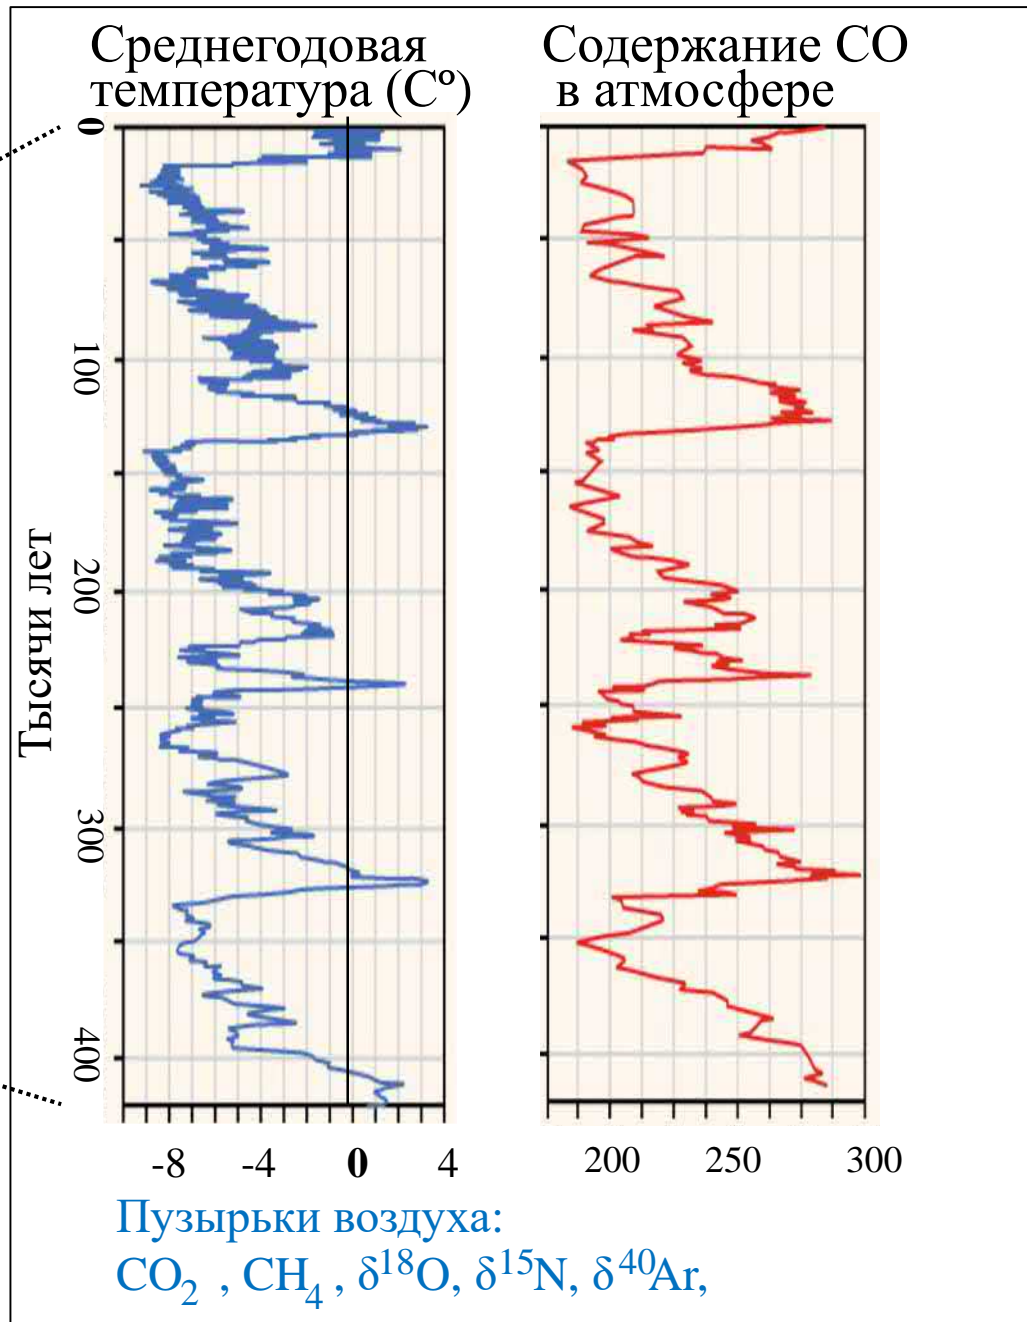 Среднегодовая
температура (Cº)
Содержание СО
в атмосфере
0
100
200
300
400
Тысячи лет
-8 -4 0 4
200 250 300
Пузырьки воздуха:
CO₂ , CH₄ , δ¹⁸O, δ¹⁵N, δ⁴⁰Ar,